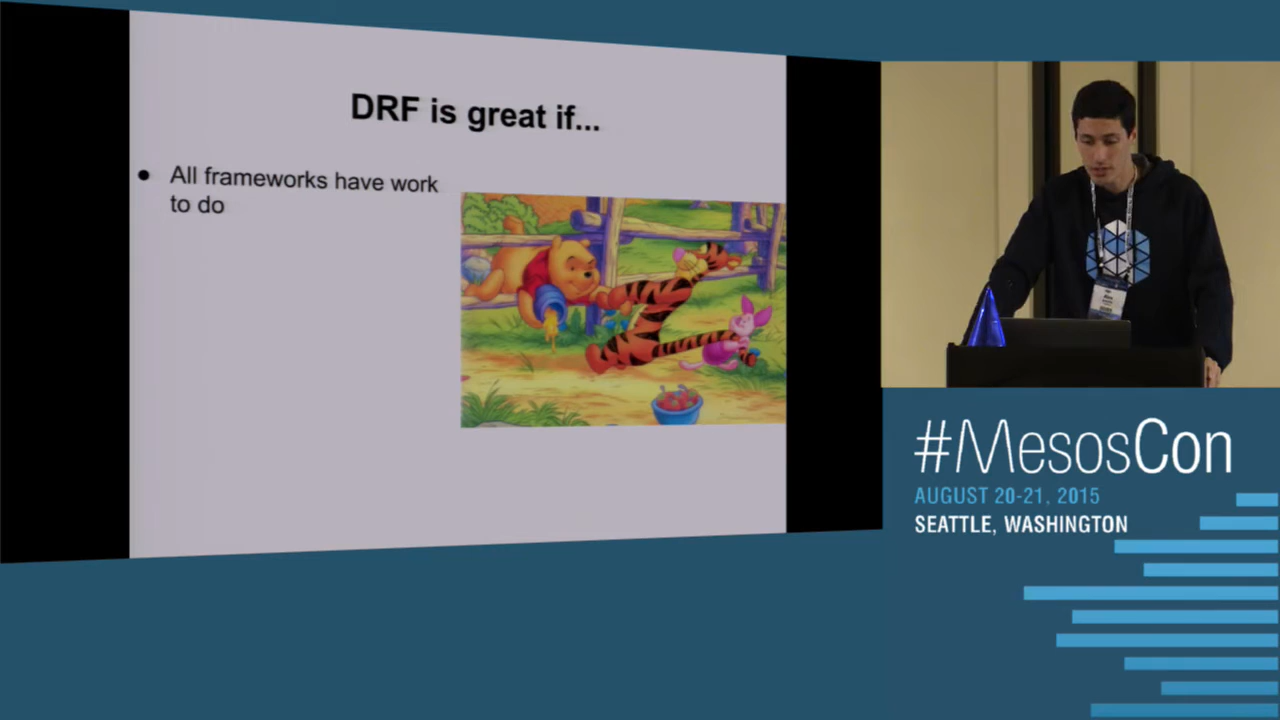 DRF is great if...
● All frameworks have work
to do
#MesosCon
AUGUST 20-21, 2015
SEATTLE, WASHINGTON